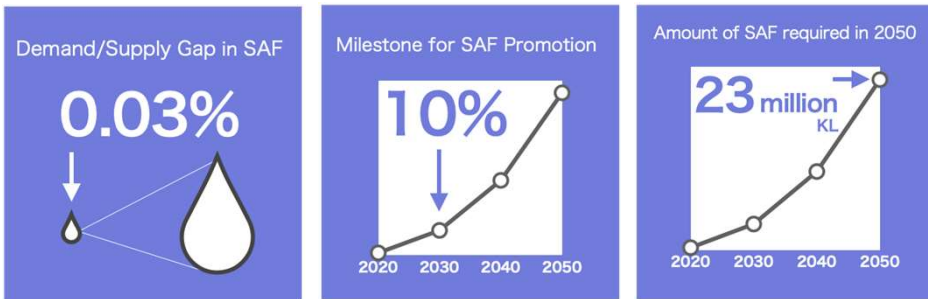 Demand/Supply Gap in SAF
0.03%
Milestone for SAF Promotion
10%
2020 2030 2040 2050
Amount of SAF required in 2050
23 million
KL
2020 2030 2040 2050